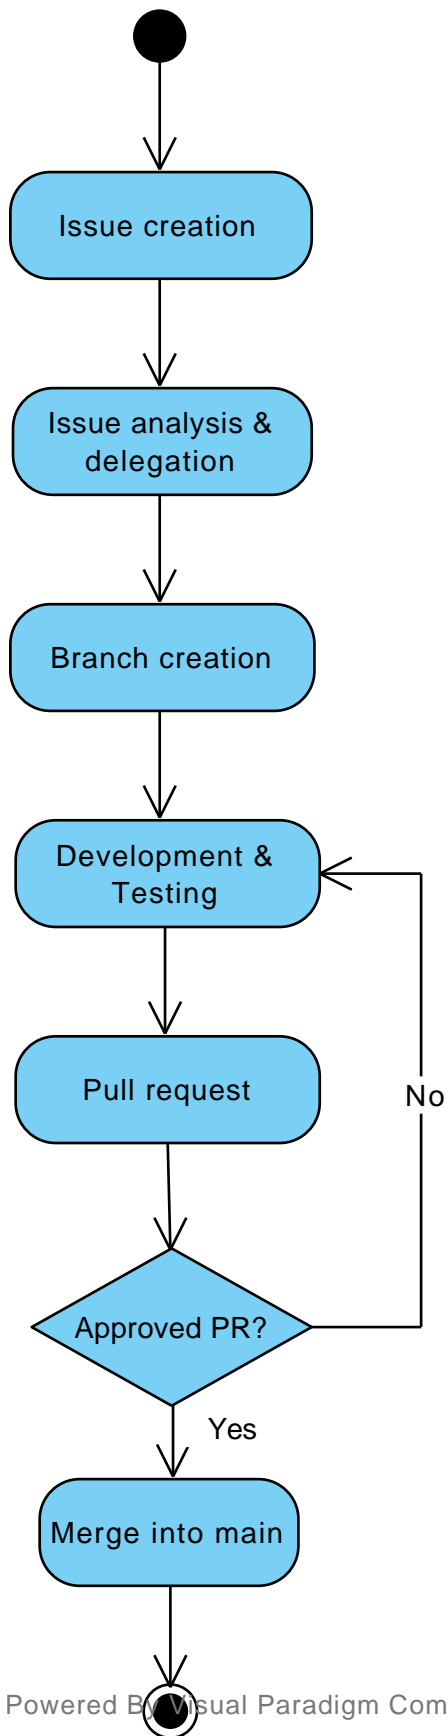 Issue creation
Issue analysis &
delegation
Branch creation
Development &
Testing
Pull request
No
Approved PR?
Yes
Merge into main
Powered By Visual Paradigm Com